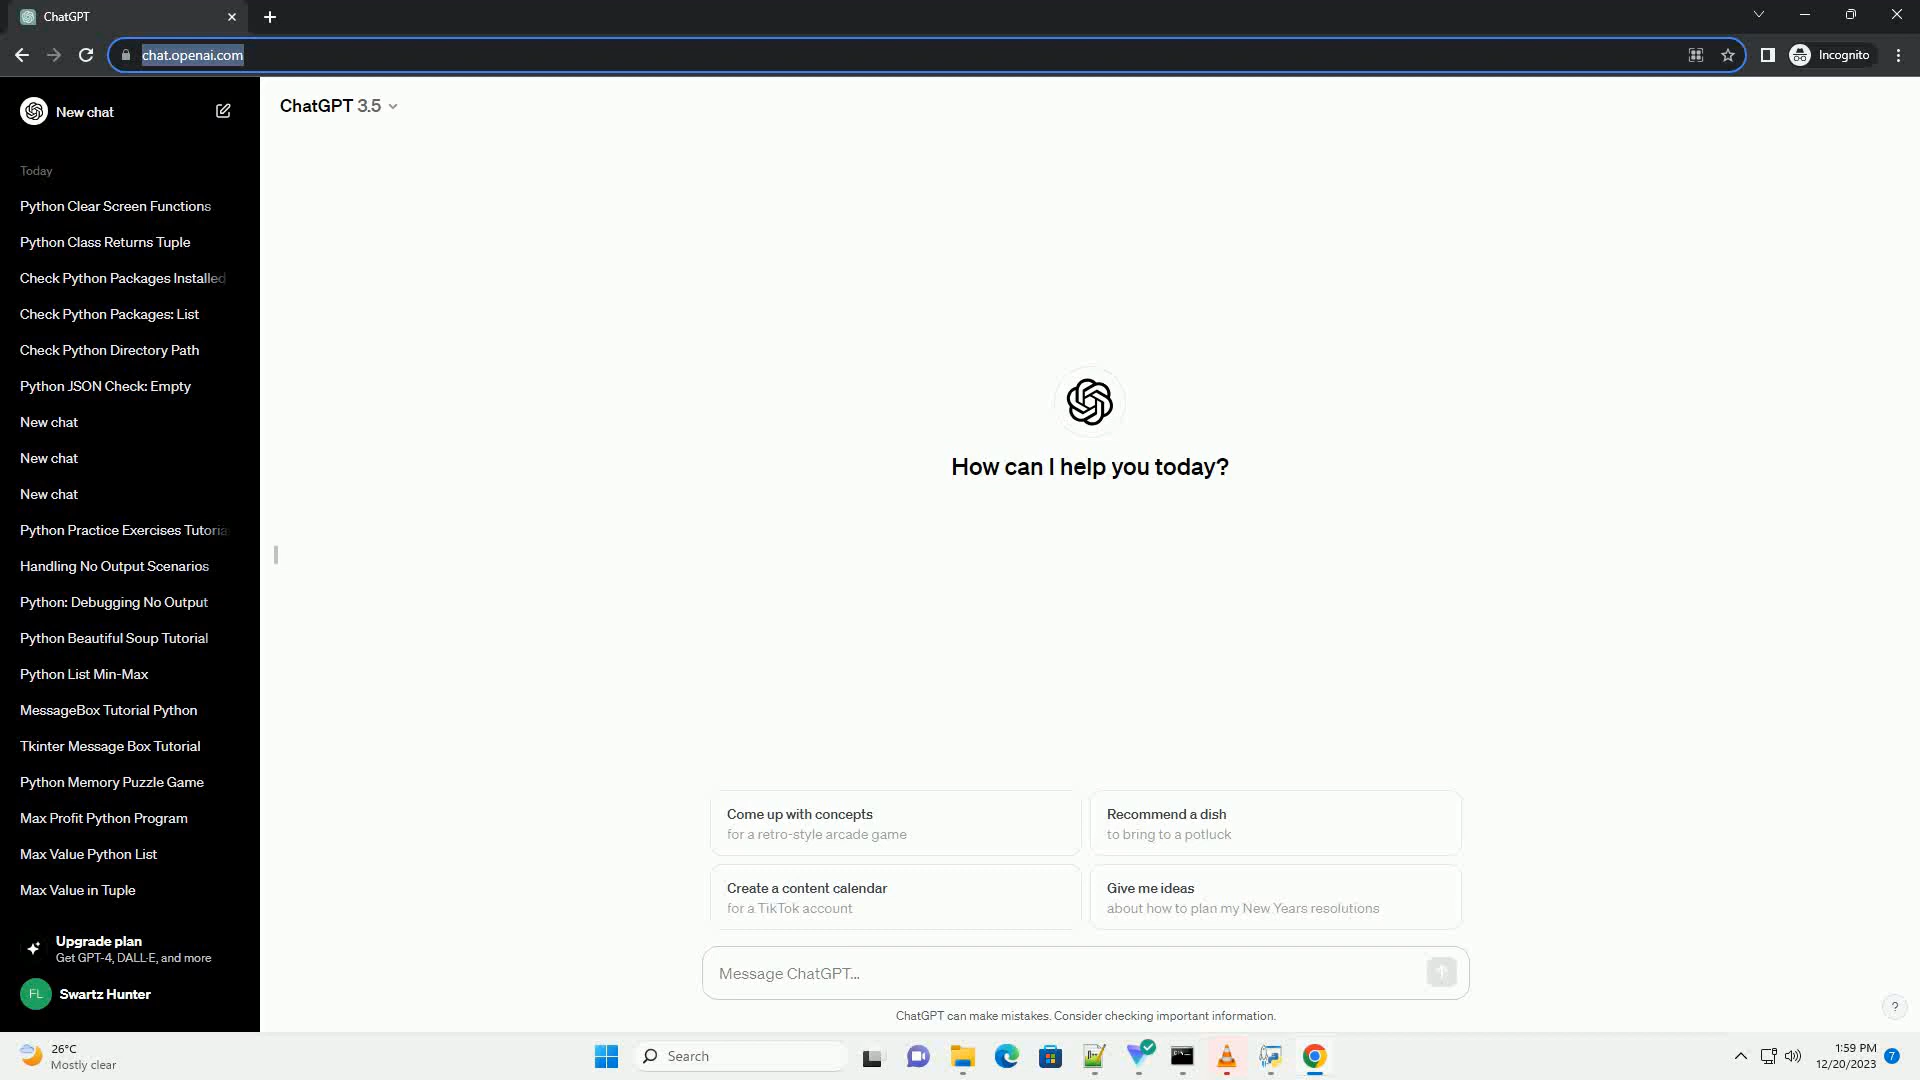 ChatGPT
chat.openai.com
Incognito
New chat
ChatGPT 3.5
Today
Python Clear Screen Functions
Python Class Returns Tuple
Check Python Packages Installed
Check Python Packages: List
Check Python Directory Path
Python JSON Check: Empty
New chat
New chat
New chat
Python Practice Exercises Tutoria
Handling No Output Scenarios
Python: Debugging No Output
Python Beautiful Soup Tutorial
Python List Min-Max
MessageBox Tutorial Python
Tkinter Message Box Tutorial
Python Memory Puzzle Game
Max Profit Python Program
Max Value Python List
Max Value in Tuple
Upgrade plan
Get GPT-4, DALL·E, and more
FL
Swartz Hunter
How can I help you today?
Come up with concepts
for a retro-style arcade game
Recommend a dish
to bring to a potluck
Create a content calendar
for a TikTok account
Give me ideas
about how to plan my New Years resolutions
Message ChatGPT...
ChatGPT can make mistakes. Consider checking important information.
?
26°C
Mostly clear
Search
1:59 PM
12/20/2023
7